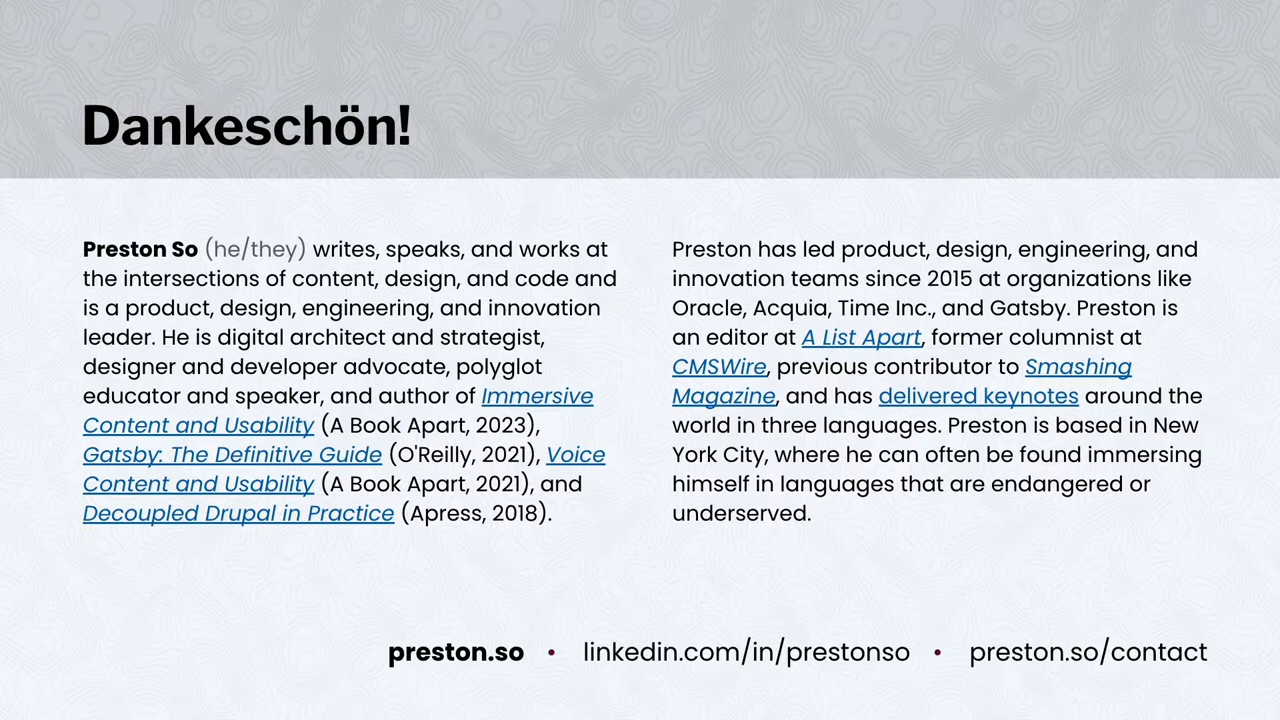 Dankeschön!
Preston So (he/they) writes, speaks, and works at
the intersections of content, design, and code and
is a product, design, engineering, and innovation
leader. He is digital architect and strategist,
designer and developer advocate, polyglot
educator and speaker, and author of Immersive
Content and Usability (A Book Apart, 2023),
Gatsby: The Definitive Guide (O'Reilly, 2021), Voice
Content and Usability (A Book Apart, 2021), and
Decoupled Drupal in Practice (Apress, 2018).
Preston has led product, design, engineering, and
innovation teams since 2015 at organizations like
Oracle, Acquia, Time Inc., and Gatsby. Preston is
an editor at A List Apart, former columnist at
CMSWire, previous contributor to Smashing
Magazine, and has delivered keynotes around the
world in three languages. Preston is based in New
York City, where he can often be found immersing
himself in languages that are endangered or
underserved.
preston.so • linkedin.com/in/prestonso • preston.so/contact